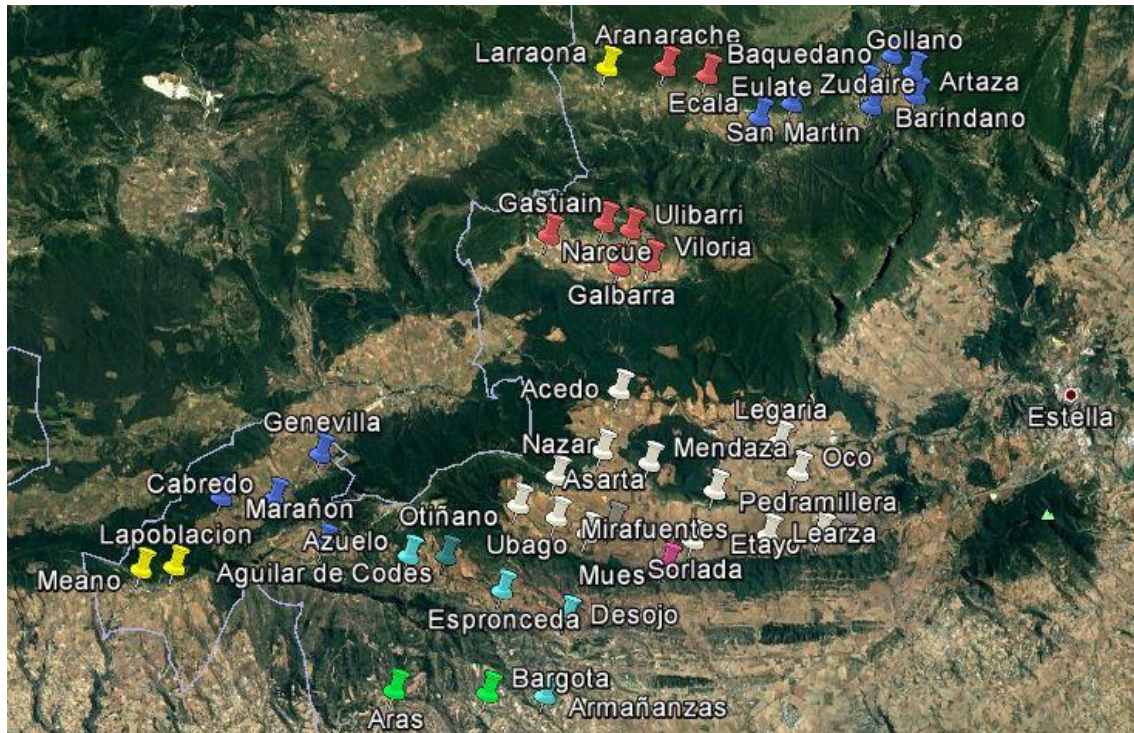 Aranarache
Larraona
Baquedano
Gollano
Eulate
Zudaire
Artaza
Ecala
San Martin
Baríndano
Gastiain
Ulibarri
Narcue
Viloria
Galbarra
Acedo
Legaria
Estella
Genevilla
Nazar
Mendaza
Oco
Asarta
Cabredo
Marañon
Otiñano
Pedramillera
Lapoblacion
Azuelo
Ubago
Mirafuentes
Etayo
Learza
Meano
Aguilar de Codes
Mues
Sorlada
Espronceda
Desojo
Bargota
Armañanzas
Aras